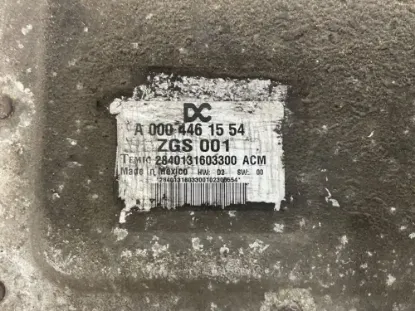 DC
A 000 446 15 54
ZGS 001
TEMIC 2840131603300 ACM
Made in Mexico HW: 03 SW: 00